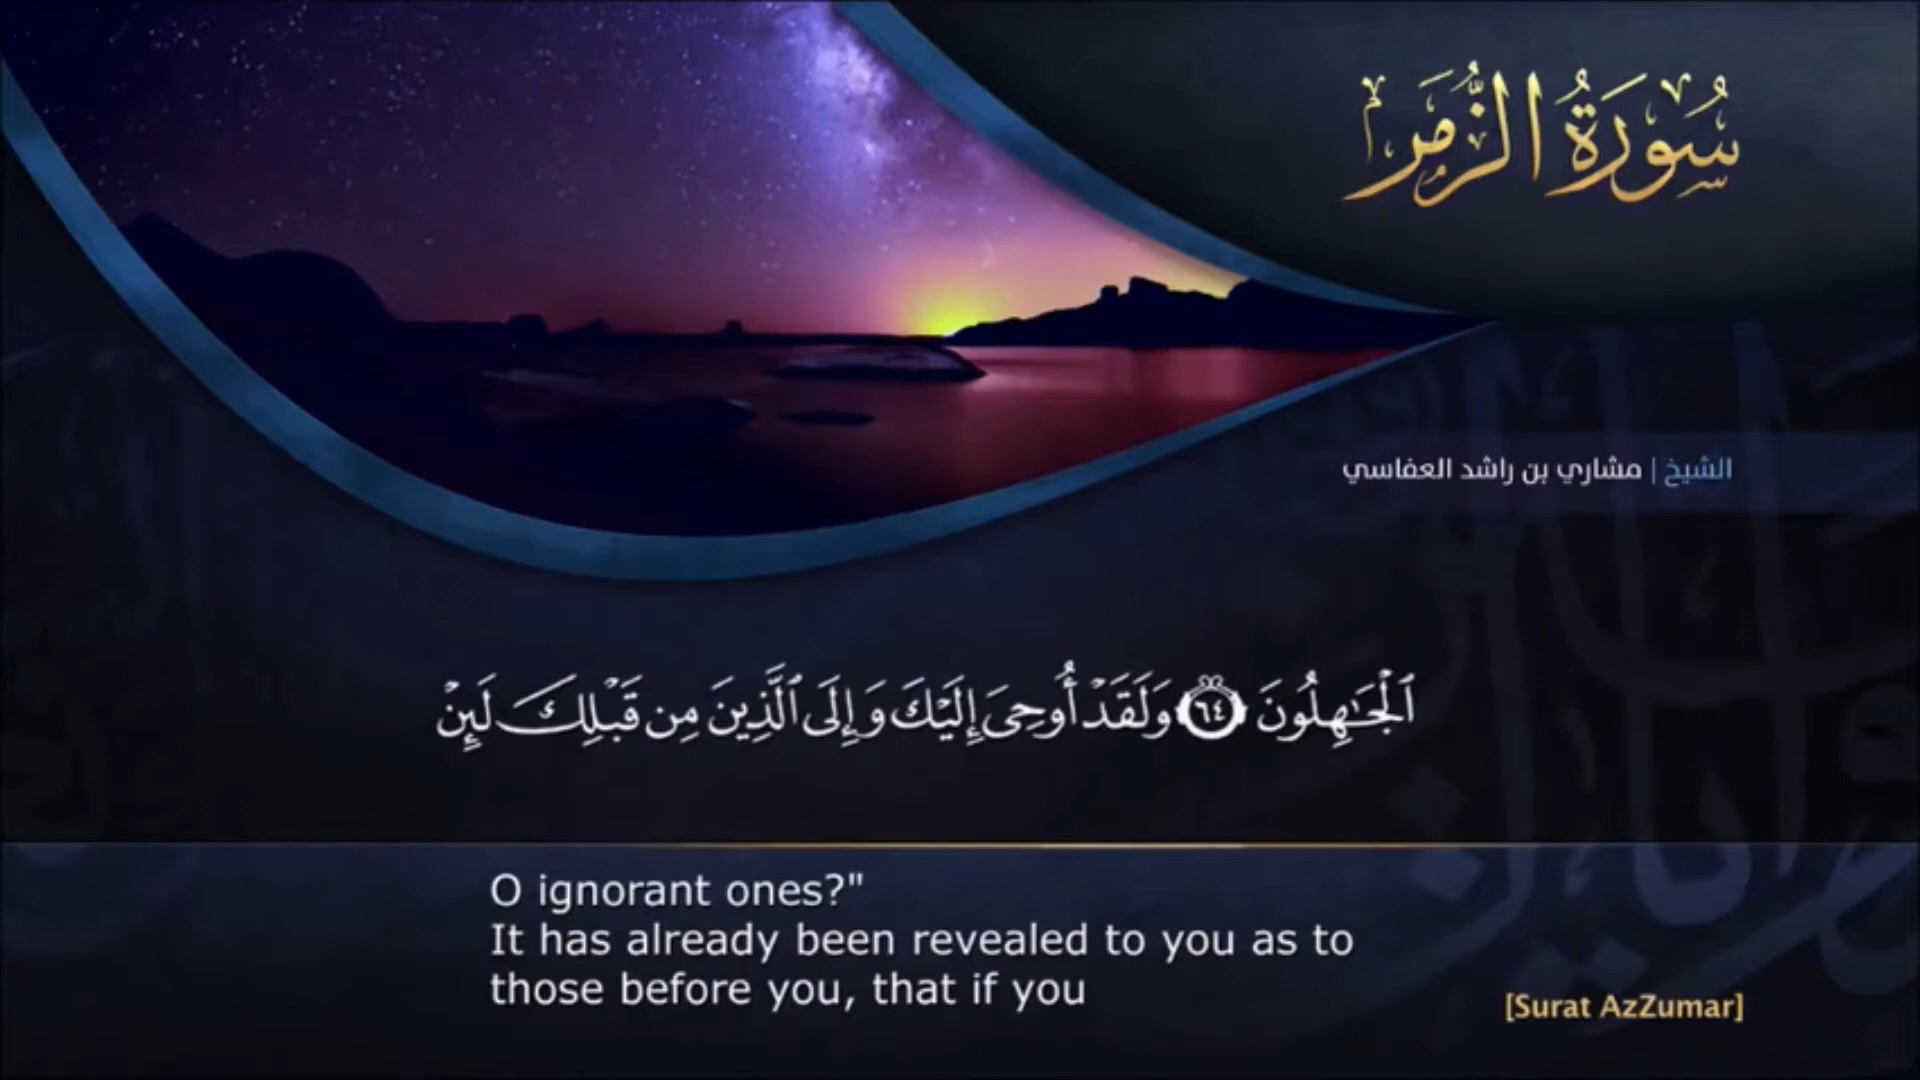 سُورَةُ الزُّمَر
الشيخ | مشاري بن راشد العفاسي
ٱلْجَـٰهِلُونَ ٦٤ وَلَقَدْ أُوحِىَ إِلَيْكَ وَإِلَى ٱلَّذِينَ مِن قَبْلِكَ لَئِنْ
O ignorant ones?"
It has already been revealed to you as to
those before you, that if you
[Surat AzZumar]